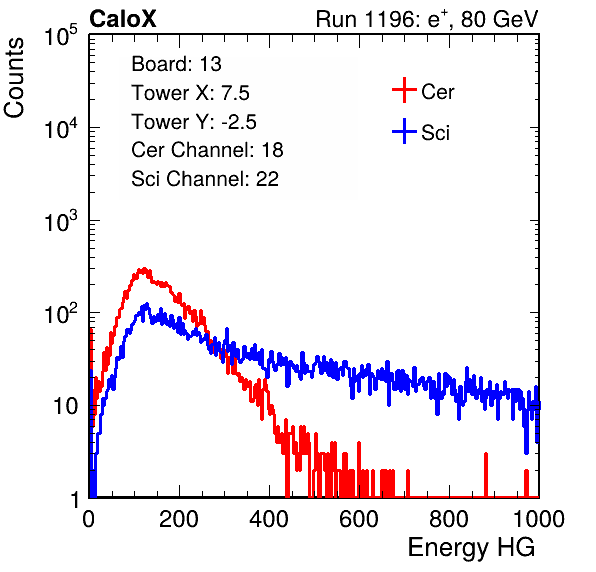 CaloX Run 1196: e⁺, 80 GeV
Counts
10⁵
10⁴
10³
10²
10
1
Board: 13
Tower X: 7.5
Tower Y: -2.5
Cer Channel: 18
Sci Channel: 22
Cer
Sci
0 200 400 600 800 1000
Energy HG